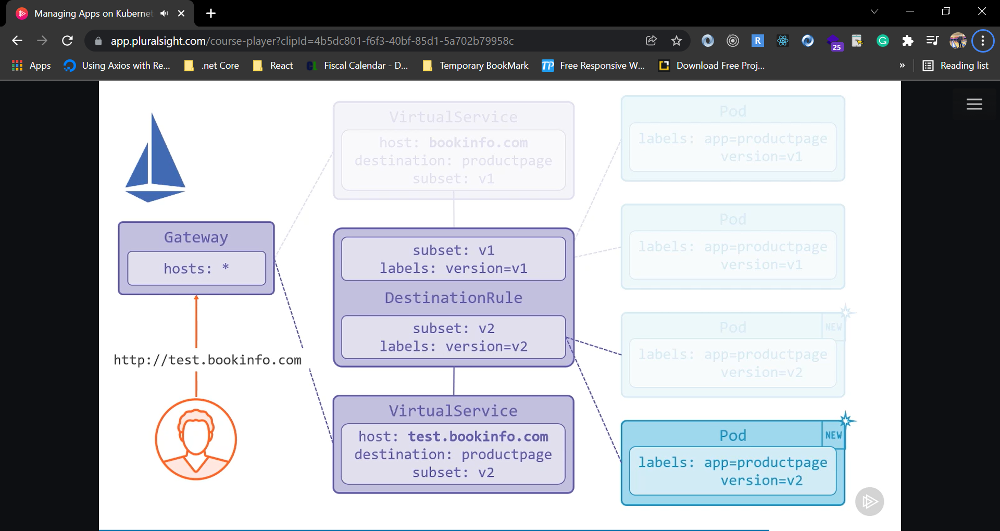 Managing Apps on Kubernet
app.pluralsight.com/course-player?clipId=4b5dc801-f6f3-40bf-85d1-5a702b79958c
R
25
G
Apps
Using Axios with Re...
.net Core
React
CL
Fiscal Calendar - D...
Temporary BookMark
TP
Free Responsive W...
Download Free Proj...
»
Reading list
VirtualService
host: bookinfo.com
destination: productpage
subset: v1
Pod
labels: app=productpage
version=v1
Gateway
hosts: *
subset: v1
labels: version=v1
DestinationRule
subset: v2
labels: version=v2
Pod
labels: app=productpage
version=v1
Pod
NEW
labels: app=productpage
version=v2
http://test.bookinfo.com
VirtualService
host: test.bookinfo.com
destination: productpage
subset: v2
Pod
NEW
labels: app=productpage
version=v2